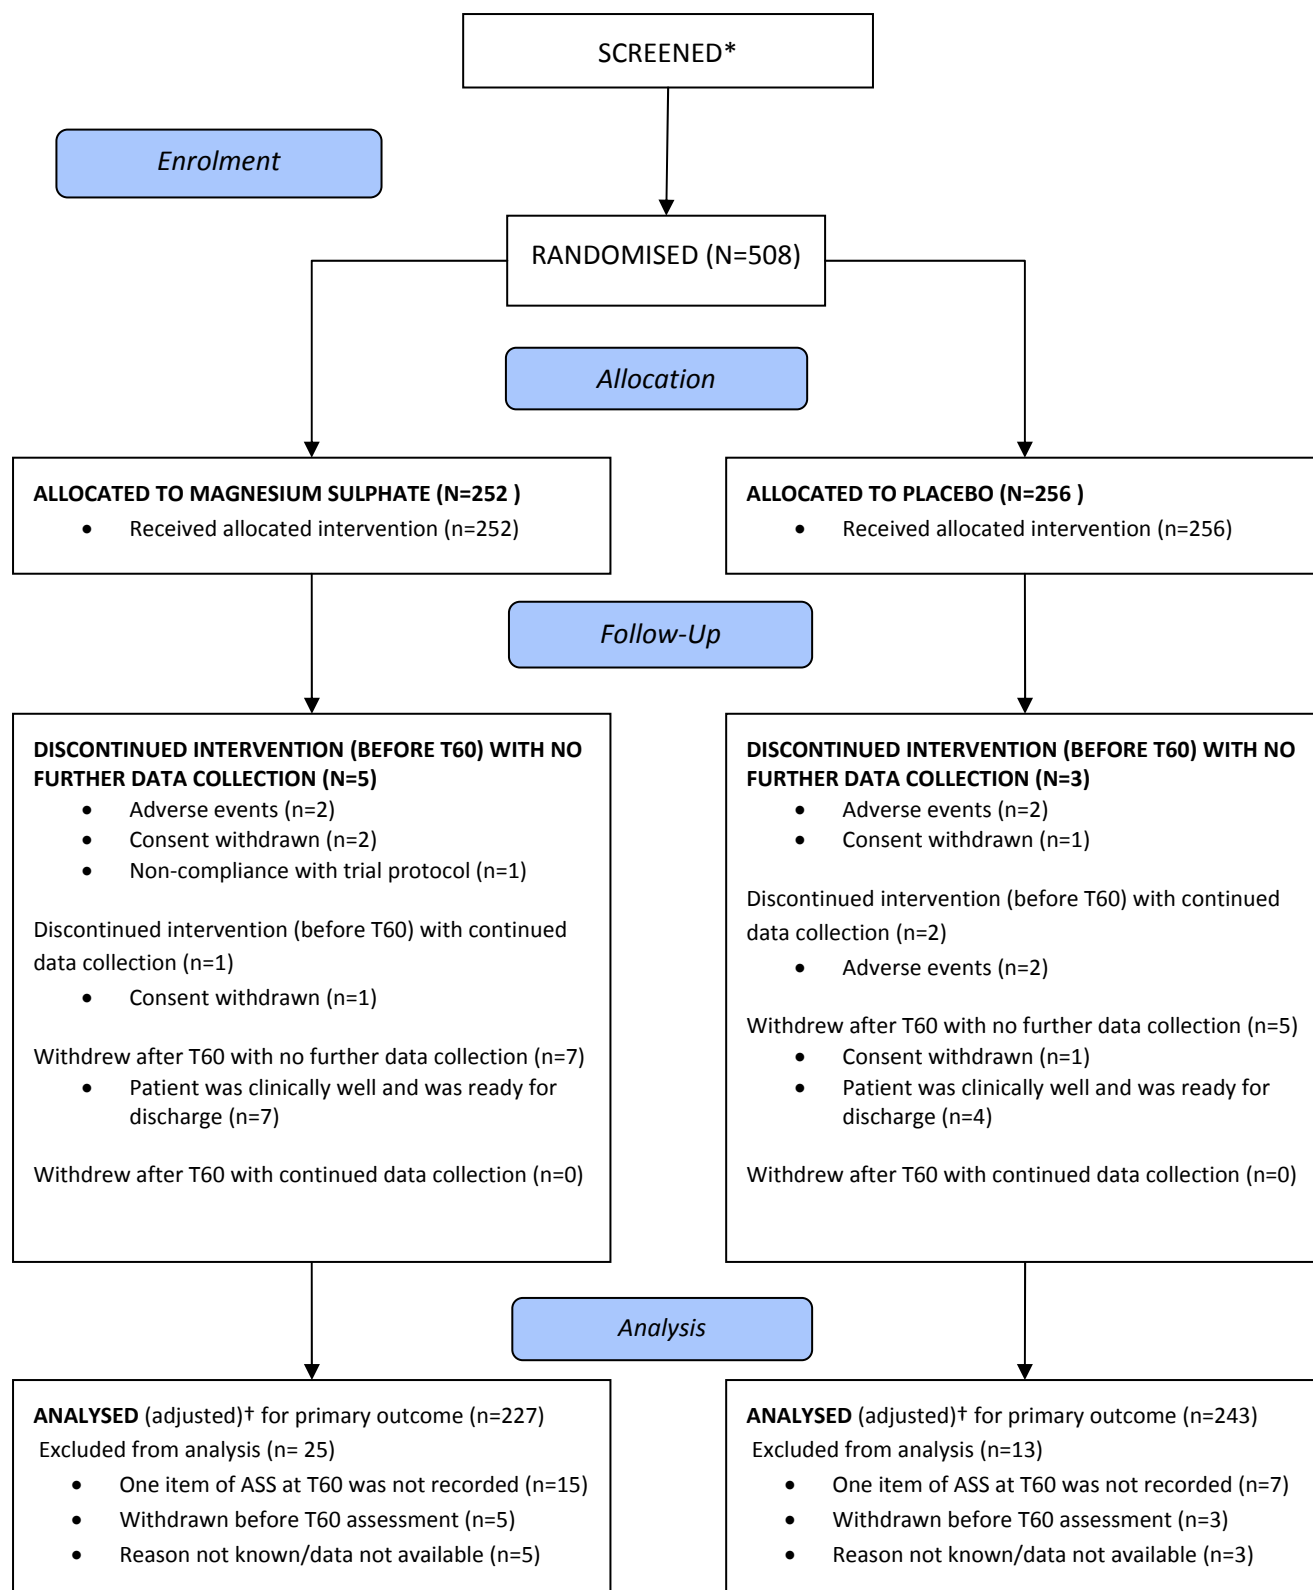 SCREENED*
Enrolment
RANDOMISED (N=508)
Allocation
ALLOCATED TO MAGNESIUM SULPHATE (N=252 )
• Received allocated intervention (n=252)
ALLOCATED TO PLACEBO (N=256 )
• Received allocated intervention (n=256)
Follow-Up
DISCONTINUED INTERVENTION (BEFORE T60) WITH NO
FURTHER DATA COLLECTION (N=5)
• Adverse events (n=2)
• Consent withdrawn (n=2)
• Non-compliance with trial protocol (n=1)
Discontinued intervention (before T60) with continued
data collection (n=1)
• Consent withdrawn (n=1)
Withdrew after T60 with no further data collection (n=7)
• Patient was clinically well and was ready for
discharge (n=7)
Withdrew after T60 with continued data collection (n=0)
DISCONTINUED INTERVENTION (BEFORE T60) WITH NO
FURTHER DATA COLLECTION (N=3)
• Adverse events (n=2)
• Consent withdrawn (n=1)
Discontinued intervention (before T60) with continued
data collection (n=2)
• Adverse events (n=2)
Withdrew after T60 with no further data collection (n=5)
• Consent withdrawn (n=1)
• Patient was clinically well and was ready for
discharge (n=4)
Withdrew after T60 with continued data collection (n=0)
Analysis
ANALYSED (adjusted)† for primary outcome (n=227)
Excluded from analysis (n= 25)
• One item of ASS at T60 was not recorded (n=15)
• Withdrawn before T60 assessment (n=5)
• Reason not known/data not available (n=5)
ANALYSED (adjusted)† for primary outcome (n=243)
Excluded from analysis (n=13)
• One item of ASS at T60 was not recorded (n=7)
• Withdrawn before T60 assessment (n=3)
• Reason not known/data not available (n=3)